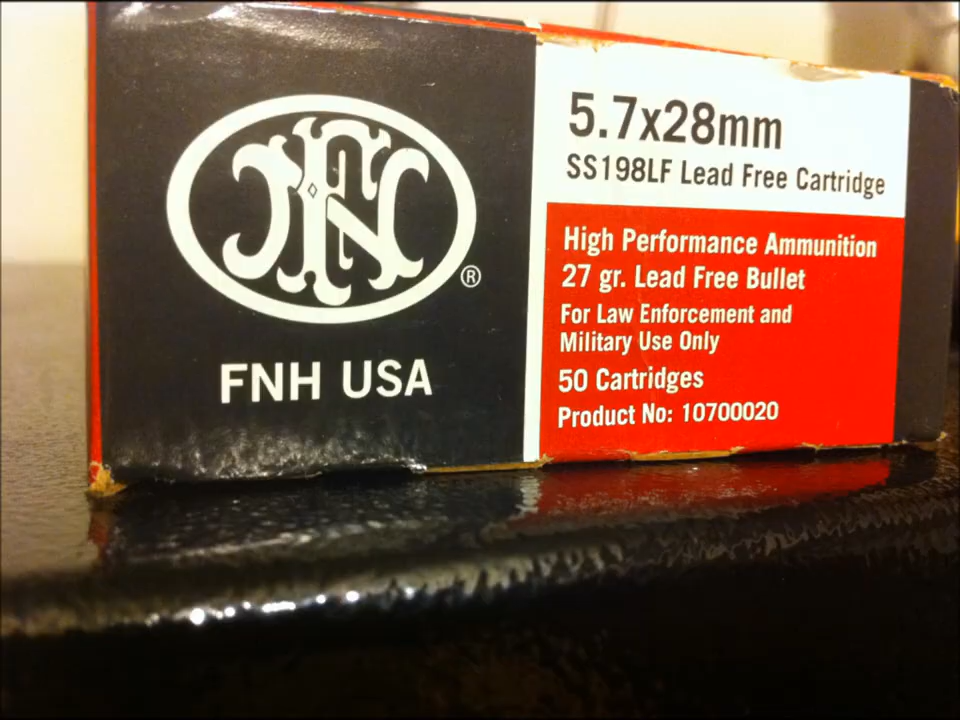 FN
®
FNH USA
5.7x28mm
SS198LF Lead Free Cartridge
High Performance Ammunition
27 gr. Lead Free Bullet
For Law Enforcement and
Military Use Only
50 Cartridges
Product No: 10700020